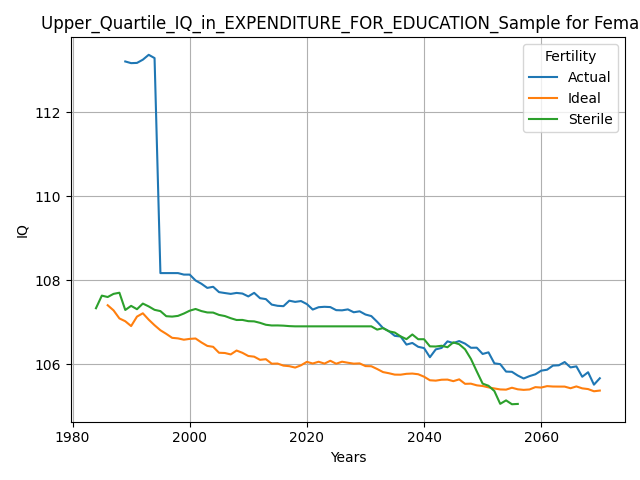 Upper_Quartile_IQ_in_EXPENDITURE_FOR_EDUCATION_Sample for Fema
Fertility
Actual
Ideal
Sterile
112
110
108
106
IQ
1980 2000 2020 2040 2060
Years